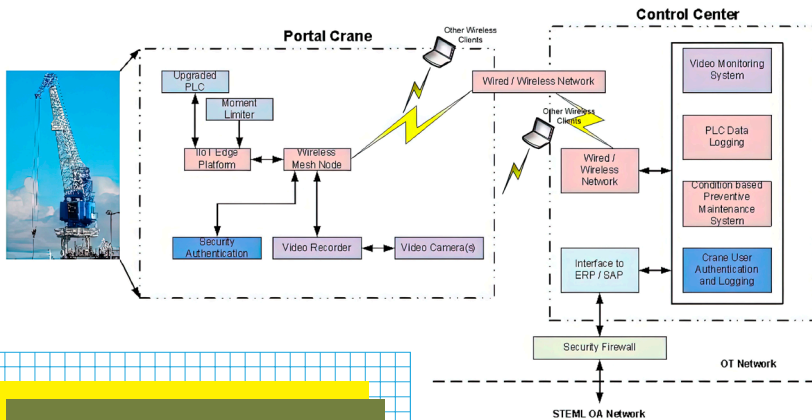 Portal Crane
Control Center
Other Wireless
Clients
Upgraded
PLC
Moment
Limiter
IIoT Edge
Platform
Wireless
Mesh Node
Security
Authentication
Video Recorder
Video Camera(s)
Wired / Wireless Network
Other Wireless
Clients
Wired /
Wireless
Network
Interface to
ERP / SAP
Video Monitoring
System
PLC Data
Logging
Condition based
Preventive
Maintenance
System
Crane User
Authentication
and Logging
Security Firewall
OT Network
STEML OA Network